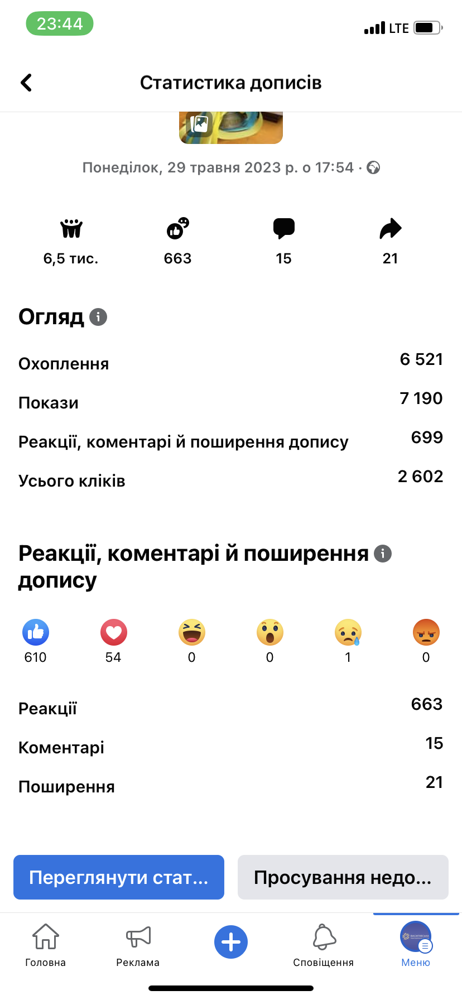 23:44
LTE
Статистика дописів
Понеділок, 29 травня 2023 р. о 17:54 ·
6,5 тис.
663
15
21
Огляд
Охоплення 6 521
Покази 7 190
Реакції, коментарі й поширення допису 699
Усього кліків 2 602
Реакції, коментарі й поширення
допису
610
54
0
0
1
0
Реакції 663
Коментарі 15
Поширення 21
Переглянути стат...
Просування недо...
Головна
Реклама
Сповіщення
Меню